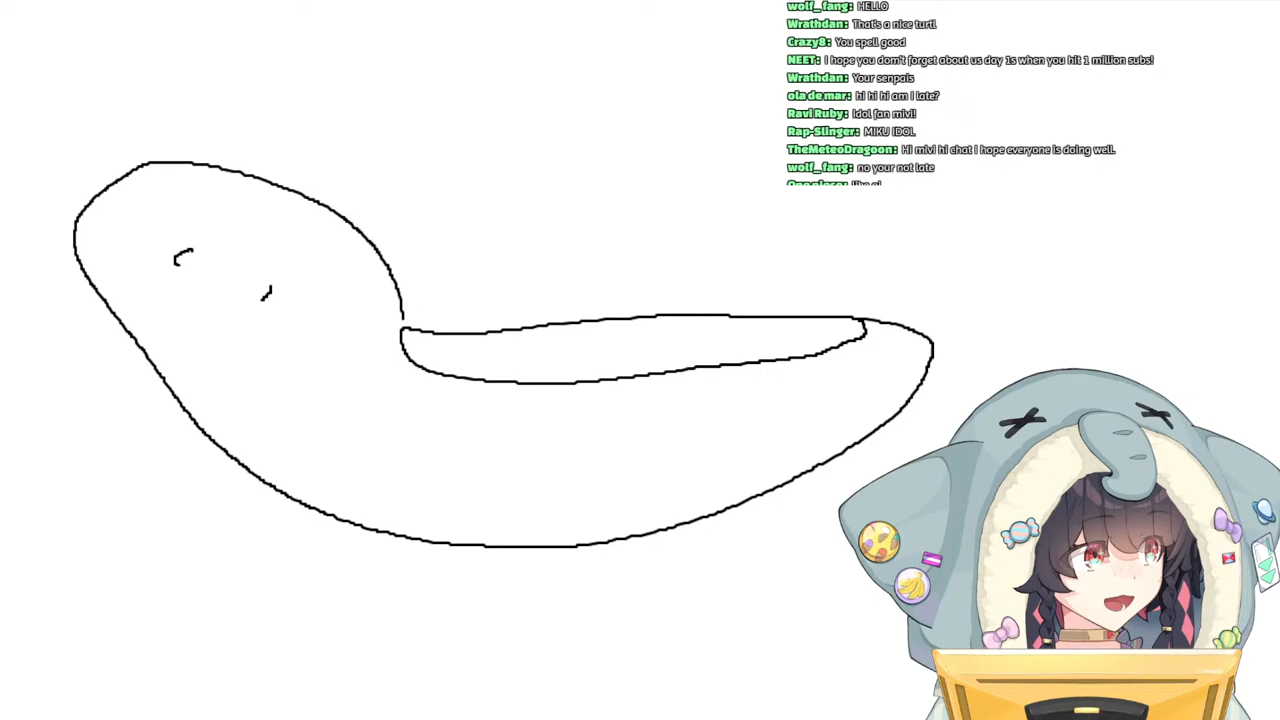 wolf_fang: HELLO
Wrathdan: That's a nice turtl
Crazy8: You spell good
NEET: I hope you dom't forget about us day 1s when you hit 1 million subs!
Wrathdan: Your senpais
ola de mar: hi hi hi am I late?
Ravi Ruby: Idol fan mivi!
Rap-Slinger: MIKU IDOL
TheMeteoDragoon: Hi mivi hi chat I hope everyone is doing well.
wolf_fang: no your not late